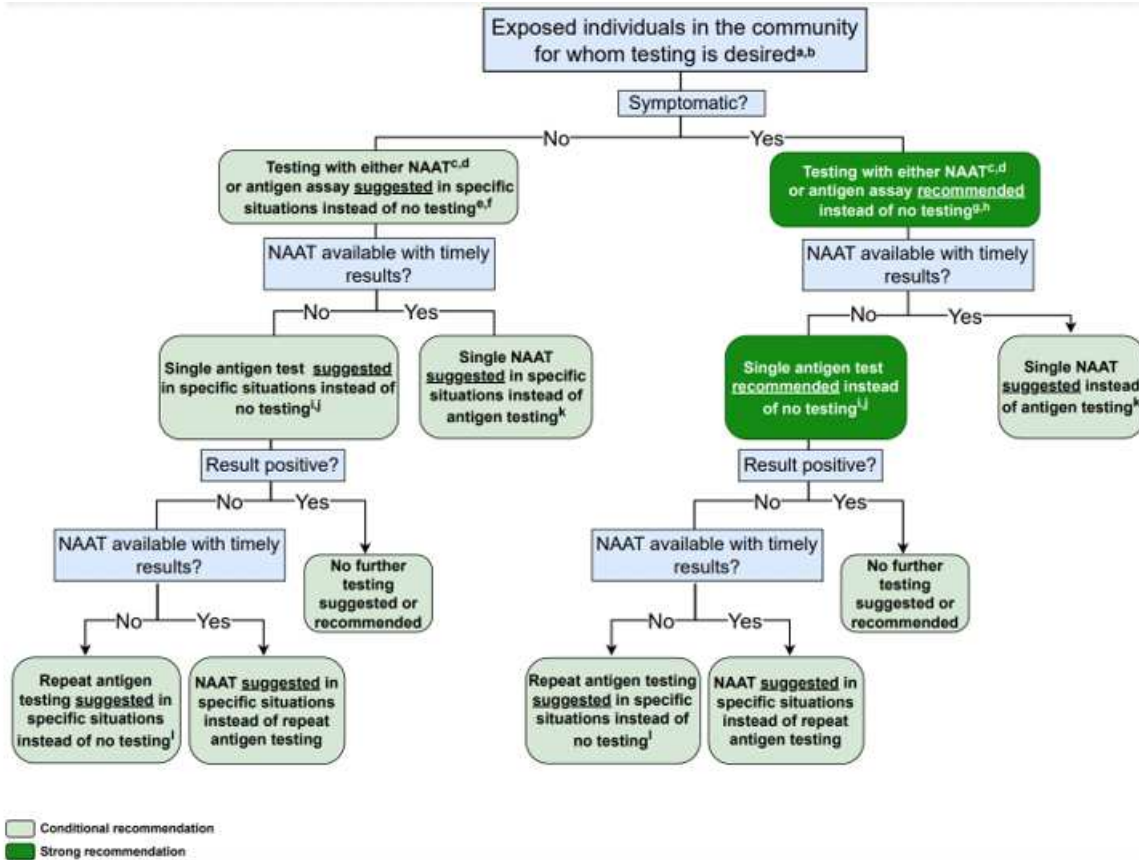 Exposed individuals in the community
for whom testing is desiredᵃ,ᵇ
Symptomatic?
No
Yes
Testing with either NAATᶜ,ᵈ
or antigen assay suggested in specific
situations instead of no testingᵉ,ᶠ
Testing with either NAATᶜ,ᵈ
or antigen assay recommended
instead of no testingᵍ,ʰ
NAAT available with timely
results?
NAAT available with timely
results?
No
Yes
No
Yes
Single antigen test suggested
in specific situations instead of
no testingⁱ,ʲ
Single NAAT
suggested in specific
situations instead of
antigen testingᵏ
Single antigen test
recommended instead
of no testingⁱ,ʲ
Single NAAT
suggested instead
of antigen testingᵏ
Result positive?
Result positive?
No
Yes
No
Yes
NAAT available with timely
results?
No further
testing
suggested or
recommended
NAAT available with timely
results?
No further
testing
suggested or
recommended
No
Yes
No
Yes
Repeat antigen
testing suggested in
specific situations
instead of no testingˡ
NAAT suggested in
specific situations
instead of repeat
antigen testing
Repeat antigen testing
suggested in specific
situations instead of
no testingˡ
NAAT suggested in
specific situations
instead of repeat
antigen testing
Conditional recommendation
Strong recommendation